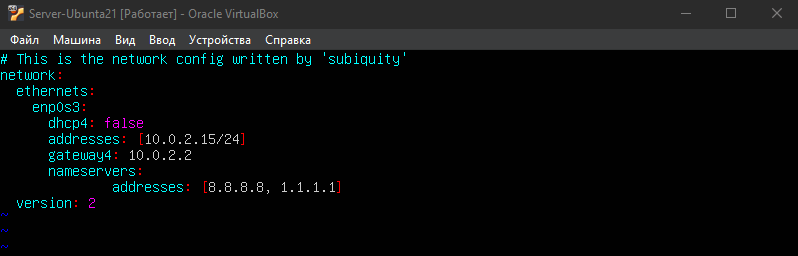 Server-Ubunta21 [Работает] - Oracle VirtualBox
Файл Машина Вид Ввод Устройства Справка
# This is the network config written by 'subiquity'
network:
  ethernets:
    enp0s3:
      dhcp4: false
      addresses: [10.0.2.15/24]
      gateway4: 10.0.2.2
      nameservers:
              addresses: [8.8.8.8, 1.1.1.1]
  version: 2
~
~
~